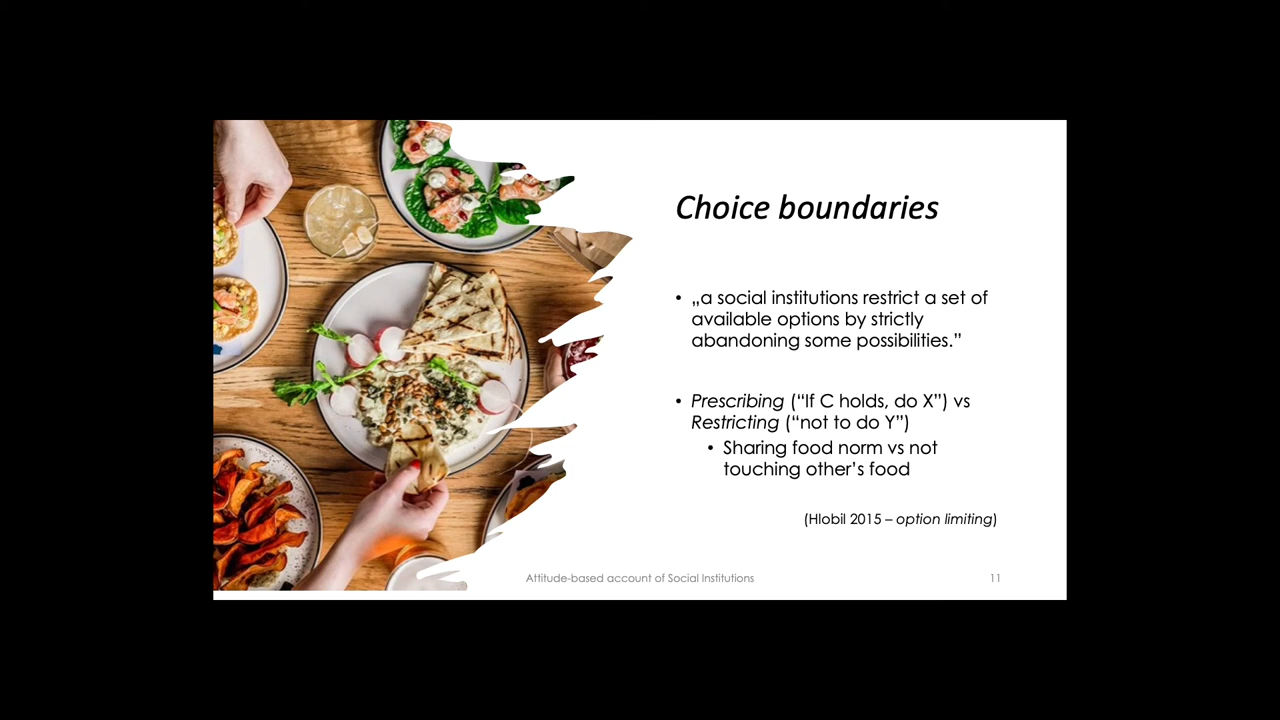 Choice boundaries
• „a social institutions restrict a set of
available options by strictly
abandoning some possibilities.”
• Prescribing (“If C holds, do X”) vs
Restricting (“not to do Y”)
• Sharing food norm vs not
touching other’s food
(Hlobil 2015 – option limiting)
Attitude-based account of Social Institutions
11